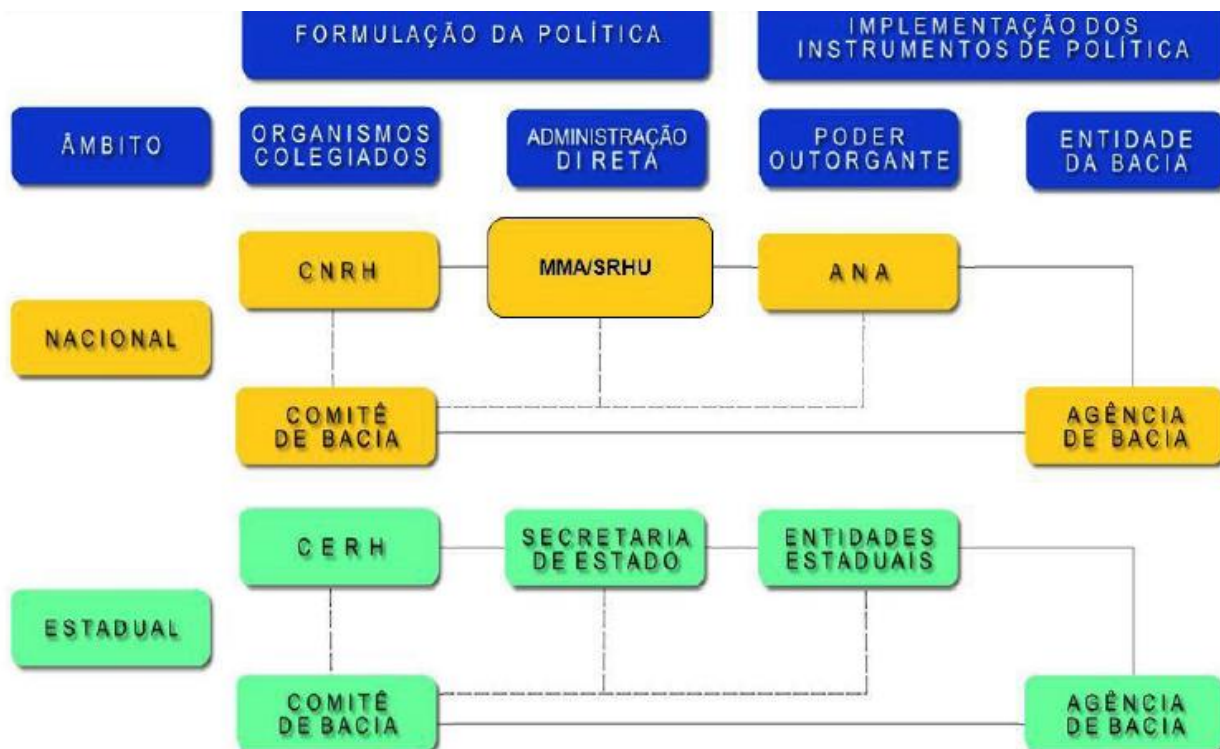 FORMULAÇÃO DA POLÍTICA
IMPLEMENTAÇÃO DOS
INSTRUMENTOS DE POLÍTICA
ÂMBITO
ORGANISMOS
COLEGIADOS
ADMINISTRAÇÃO
DIRETA
PODER
OUTORGANTE
ENTIDADE
DA BACIA
CNRH
MMA/SRHU
ANA
NACIONAL
COMITÊ
DE BACIA
AGÊNCIA
DE BACIA
CERH
SECRETARIA
DE ESTADO
ENTIDADES
ESTADUAIS
ESTADUAL
COMITÊ
DE BACIA
AGÊNCIA
DE BACIA